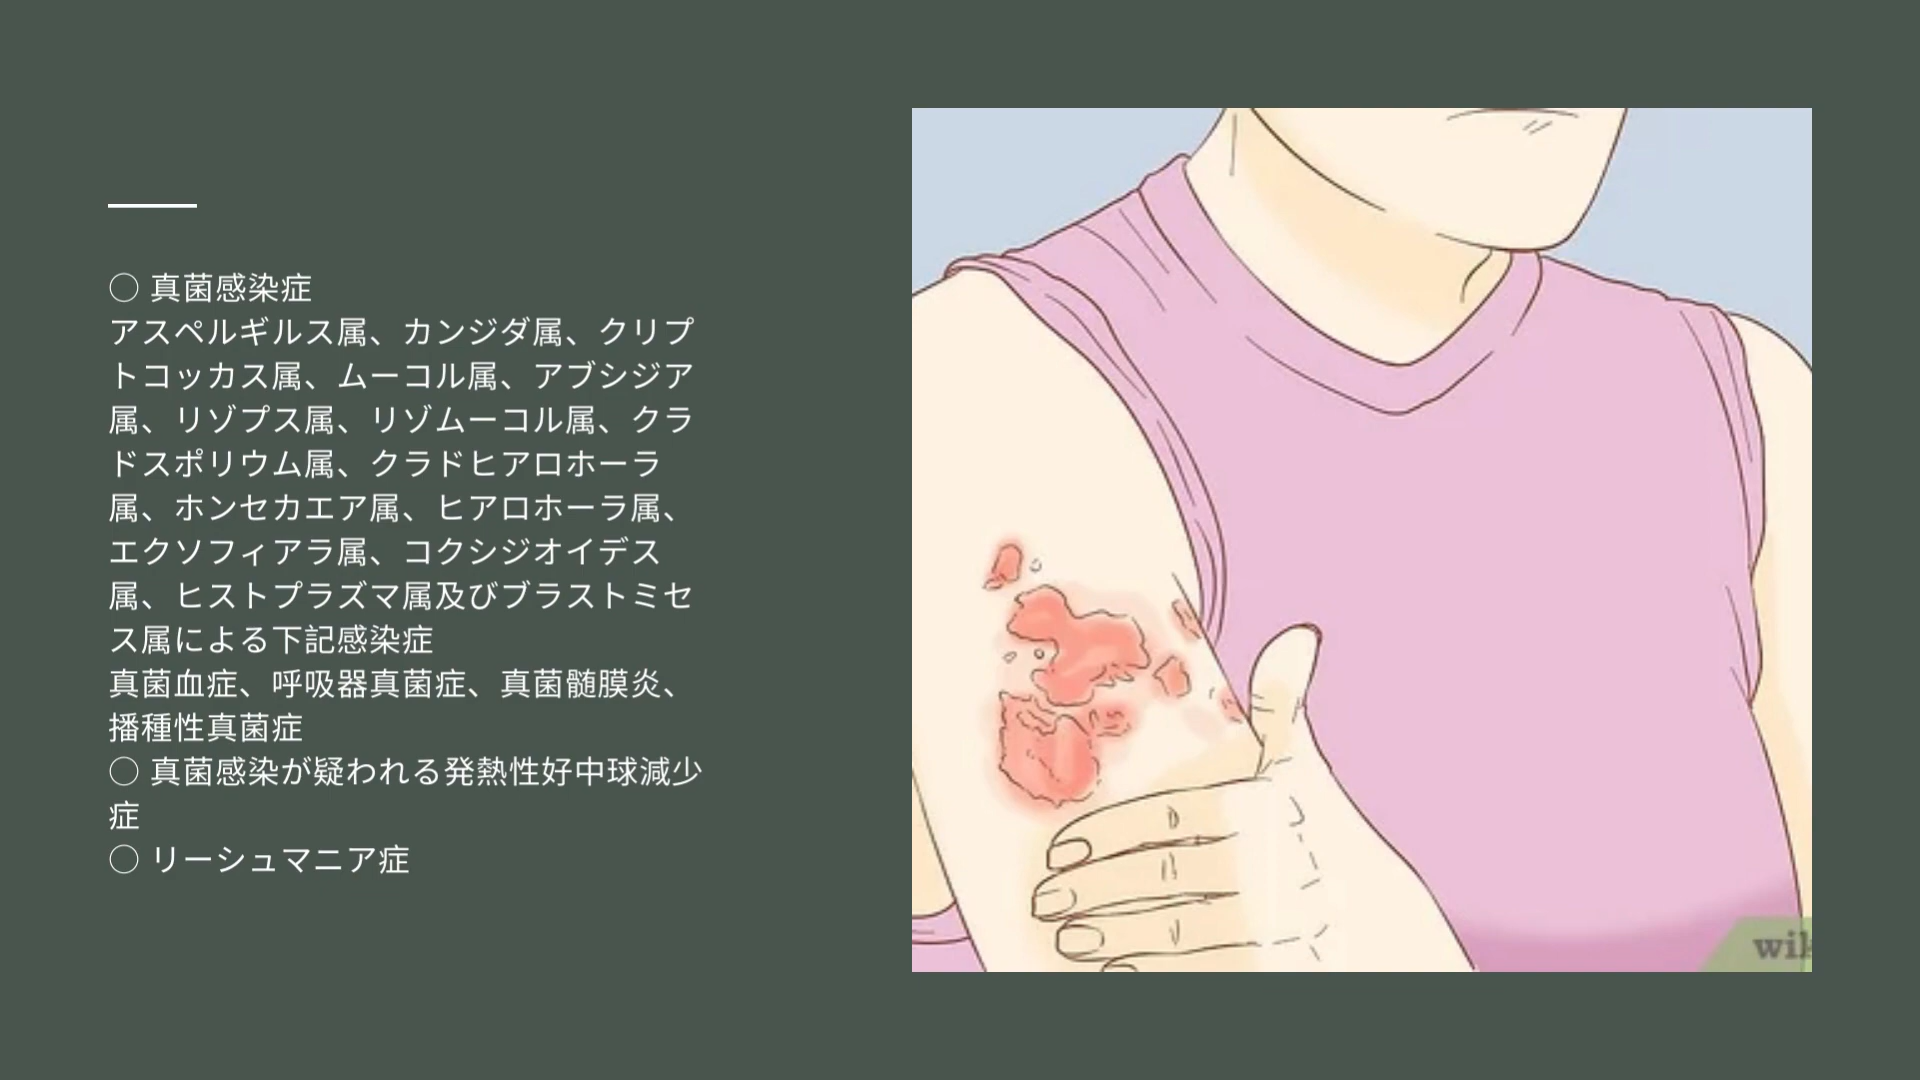 ○ 真菌感染症
アスペルギルス属、カンジダ属、クリプ
トコッカス属、ムーコル属、アブシジア
属、リゾプス属、リゾムーコル属、クラ
ドスポリウム属、クラドヒアロホーラ
属、ホンセカエア属、ヒアロホーラ属、
エクソフィアラ属、コクシジオイデス
属、ヒストプラズマ属及びブラストミセ
ス属による下記感染症
真菌血症、呼吸器真菌症、真菌髄膜炎、
播種性真菌症
○ 真菌感染が疑われる発熱性好中球減少
症
○ リーシュマニア症